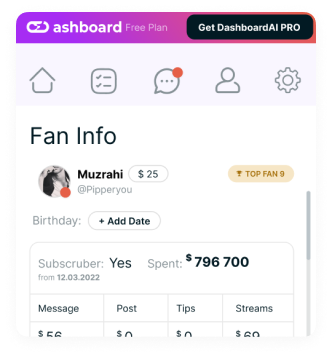 dashboard Free Plan Get DashboardAI PRO
Fan Info
Muzrahi $ 25 TOP FAN 9
@Pipperyou
Birthday: + Add Date
Subscruber: Yes Spent: $ 796 700
from 12.03.2022
Message Post Tips Streams
$ 56 $ 0 $ 0 $ 69